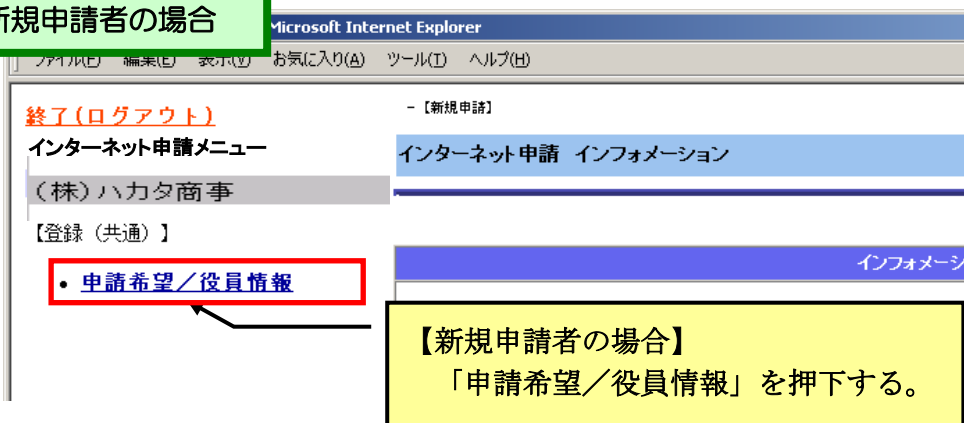 新規申請者の場合
Microsoft Internet Explorer
ファイル(F) 編集(E) 表示(V) お気に入り(A) ツール(T) ヘルプ(H)
終了(ログアウト)
インターネット申請メニュー
(株)ハカタ商事
【登録（共通）】
• 申請希望／役員情報
－【新規申請】
インターネット申請 インフォメーション
インフォメーシ
【新規申請者の場合】
「申請希望／役員情報」を押下する。